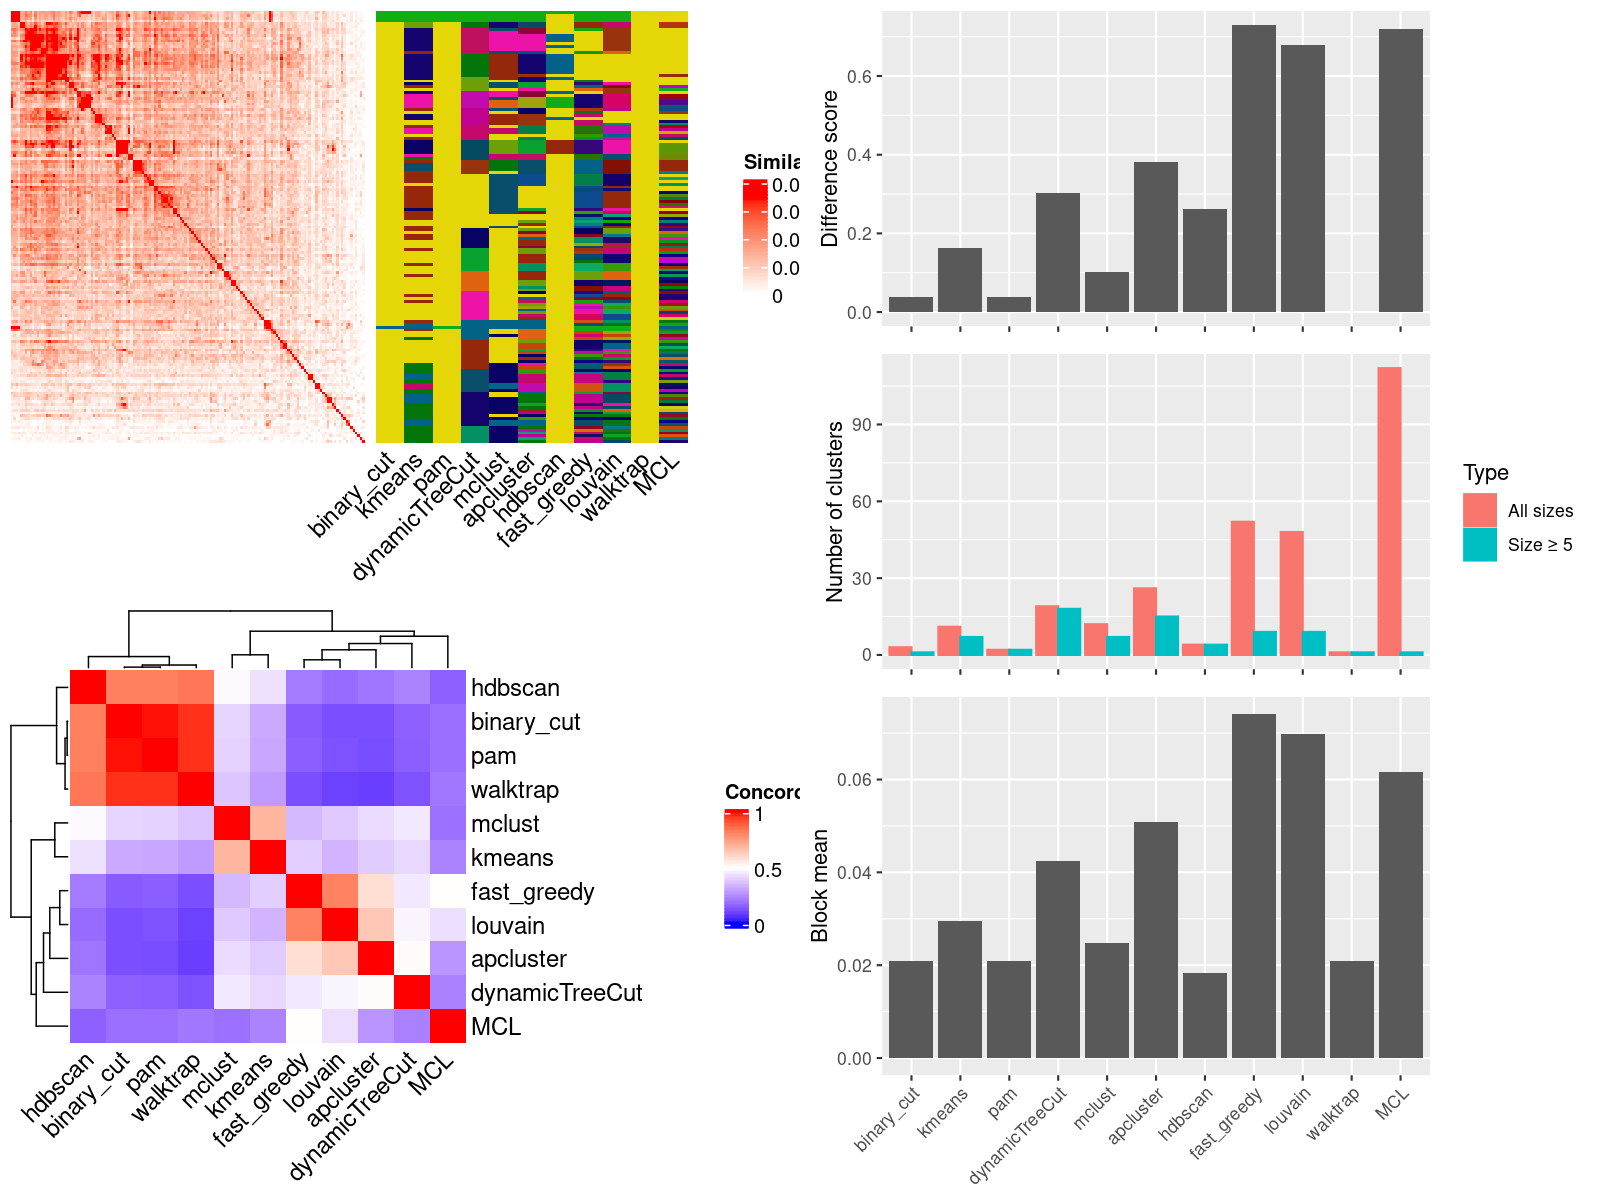 Simila
0.0
0.0
0.0
0.0
0
binary_cut
kmeans
pam
dynamicTreeCut
mclust
apcluster
hdbscan
fast_greedy
louvain
walktrap
MCL
hdbscan
binary_cut
pam
walktrap
mclust
kmeans
fast_greedy
louvain
apcluster
dynamicTreeCut
MCL
hdbscan
binary_cut
pam
walktrap
mclust
kmeans
fast_greedy
louvain
apcluster
dynamicTreeCut
MCL
Concord
1
0.5
0
Difference score
0.6
0.4
0.2
0.0
Number of clusters
90
60
30
0
Type
All sizes
Size ≥ 5
Block mean
0.06
0.04
0.02
0.00
binary_cut
kmeans
pam
dynamicTreeCut
mclust
apcluster
hdbscan
fast_greedy
louvain
walktrap
MCL